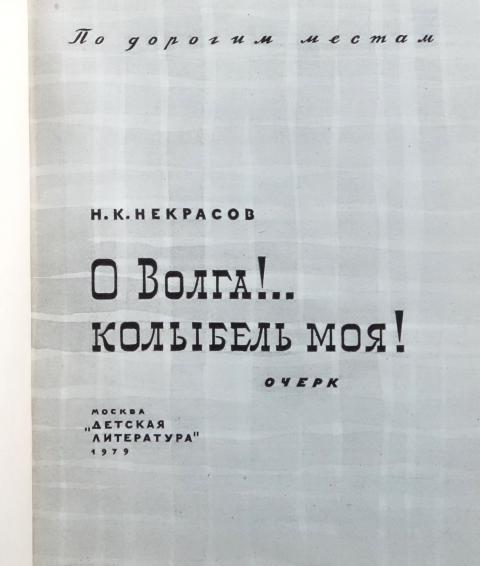 По дорогим местам
Н.К.НЕКРАСОВ
О ВОЛГА!..
КОЛЫБЕЛЬ МОЯ!
ОЧЕРК
МОСКВА
„ДЕТСКАЯ
ЛИТЕРАТУРА"
1979